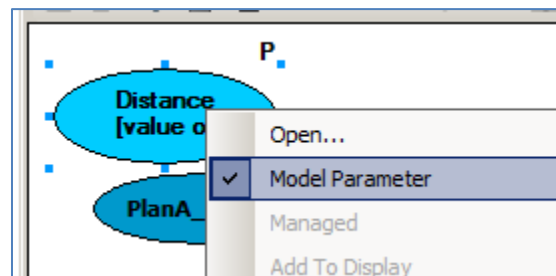 P
Distance
[value o
Open...
Model Parameter
PlanA_
Managed
Add To Display